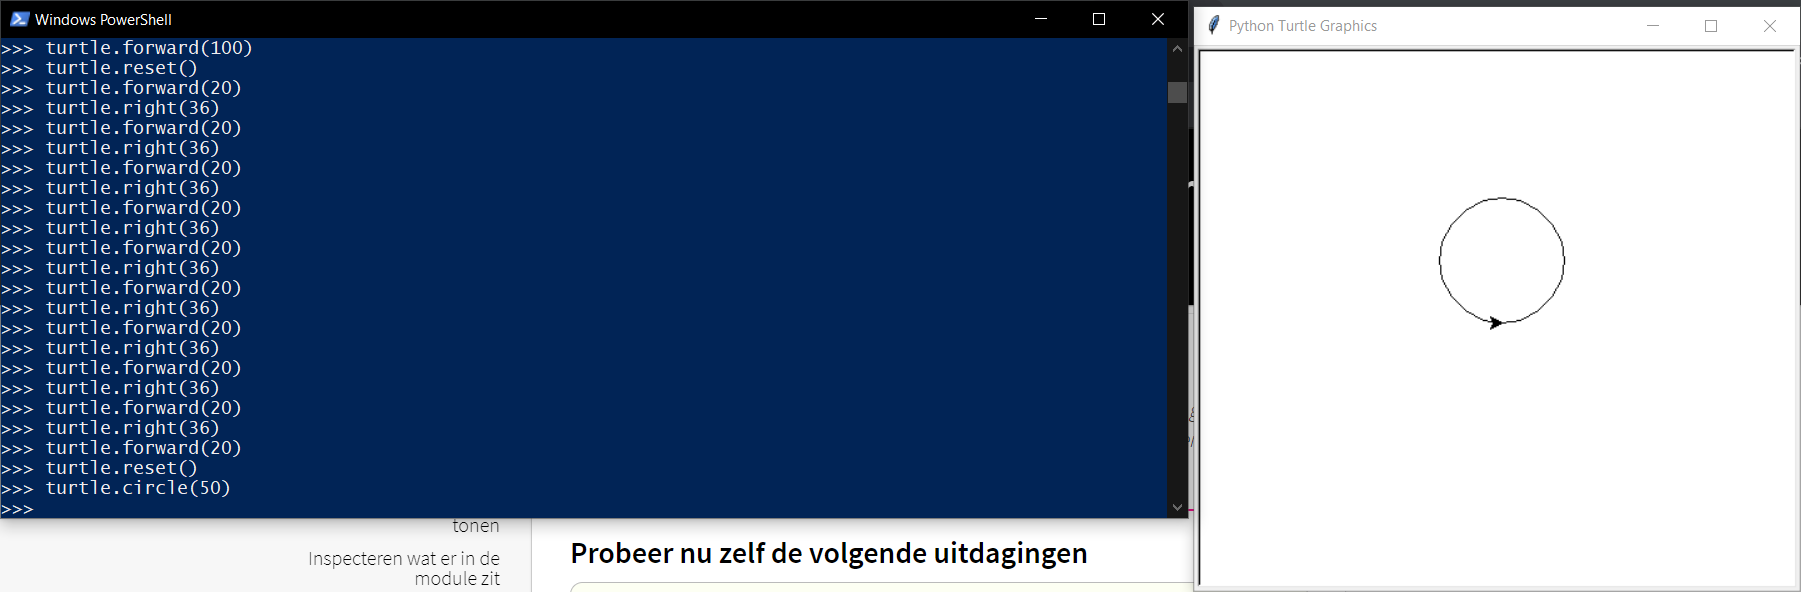 Windows PowerShell
>>> turtle.forward(100)
>>> turtle.reset()
>>> turtle.forward(20)
>>> turtle.right(36)
>>> turtle.forward(20)
>>> turtle.right(36)
>>> turtle.forward(20)
>>> turtle.right(36)
>>> turtle.forward(20)
>>> turtle.right(36)
>>> turtle.forward(20)
>>> turtle.right(36)
>>> turtle.forward(20)
>>> turtle.right(36)
>>> turtle.forward(20)
>>> turtle.right(36)
>>> turtle.forward(20)
>>> turtle.right(36)
>>> turtle.forward(20)
>>> turtle.right(36)
>>> turtle.forward(20)
>>> turtle.reset()
>>> turtle.circle(50)
>>>
Python Turtle Graphics
tonen
Inspecteren wat er in de
module zit
Probeer nu zelf de volgende uitdagingen